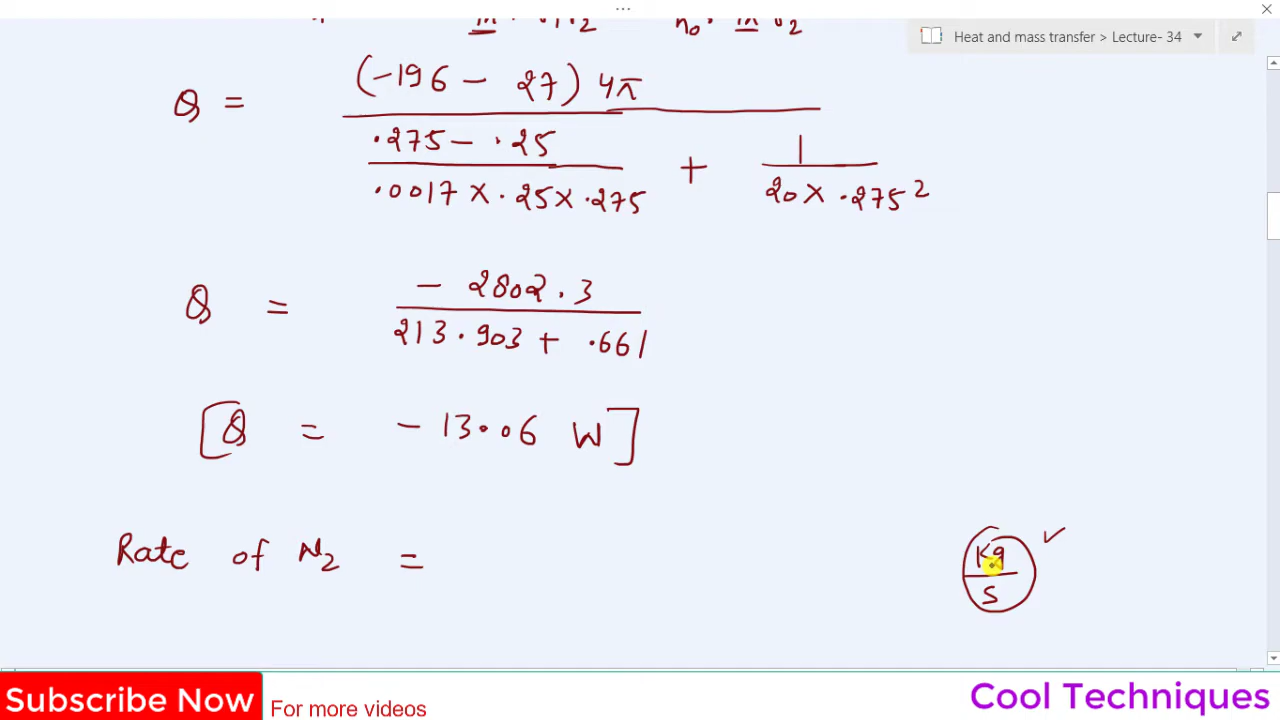 Heat and mass transfer > Lecture- 34
Q = (-196 - 27) 4π
.275 - .25
.0017 x .25 x .275
+
1
20 x .275²
Q = - 2802.3
213.903 + .661
[Q = - 13.06 W]
Rate of N₂ =
Kg
S
✓
Subscribe Now
For more videos
Cool Techniques